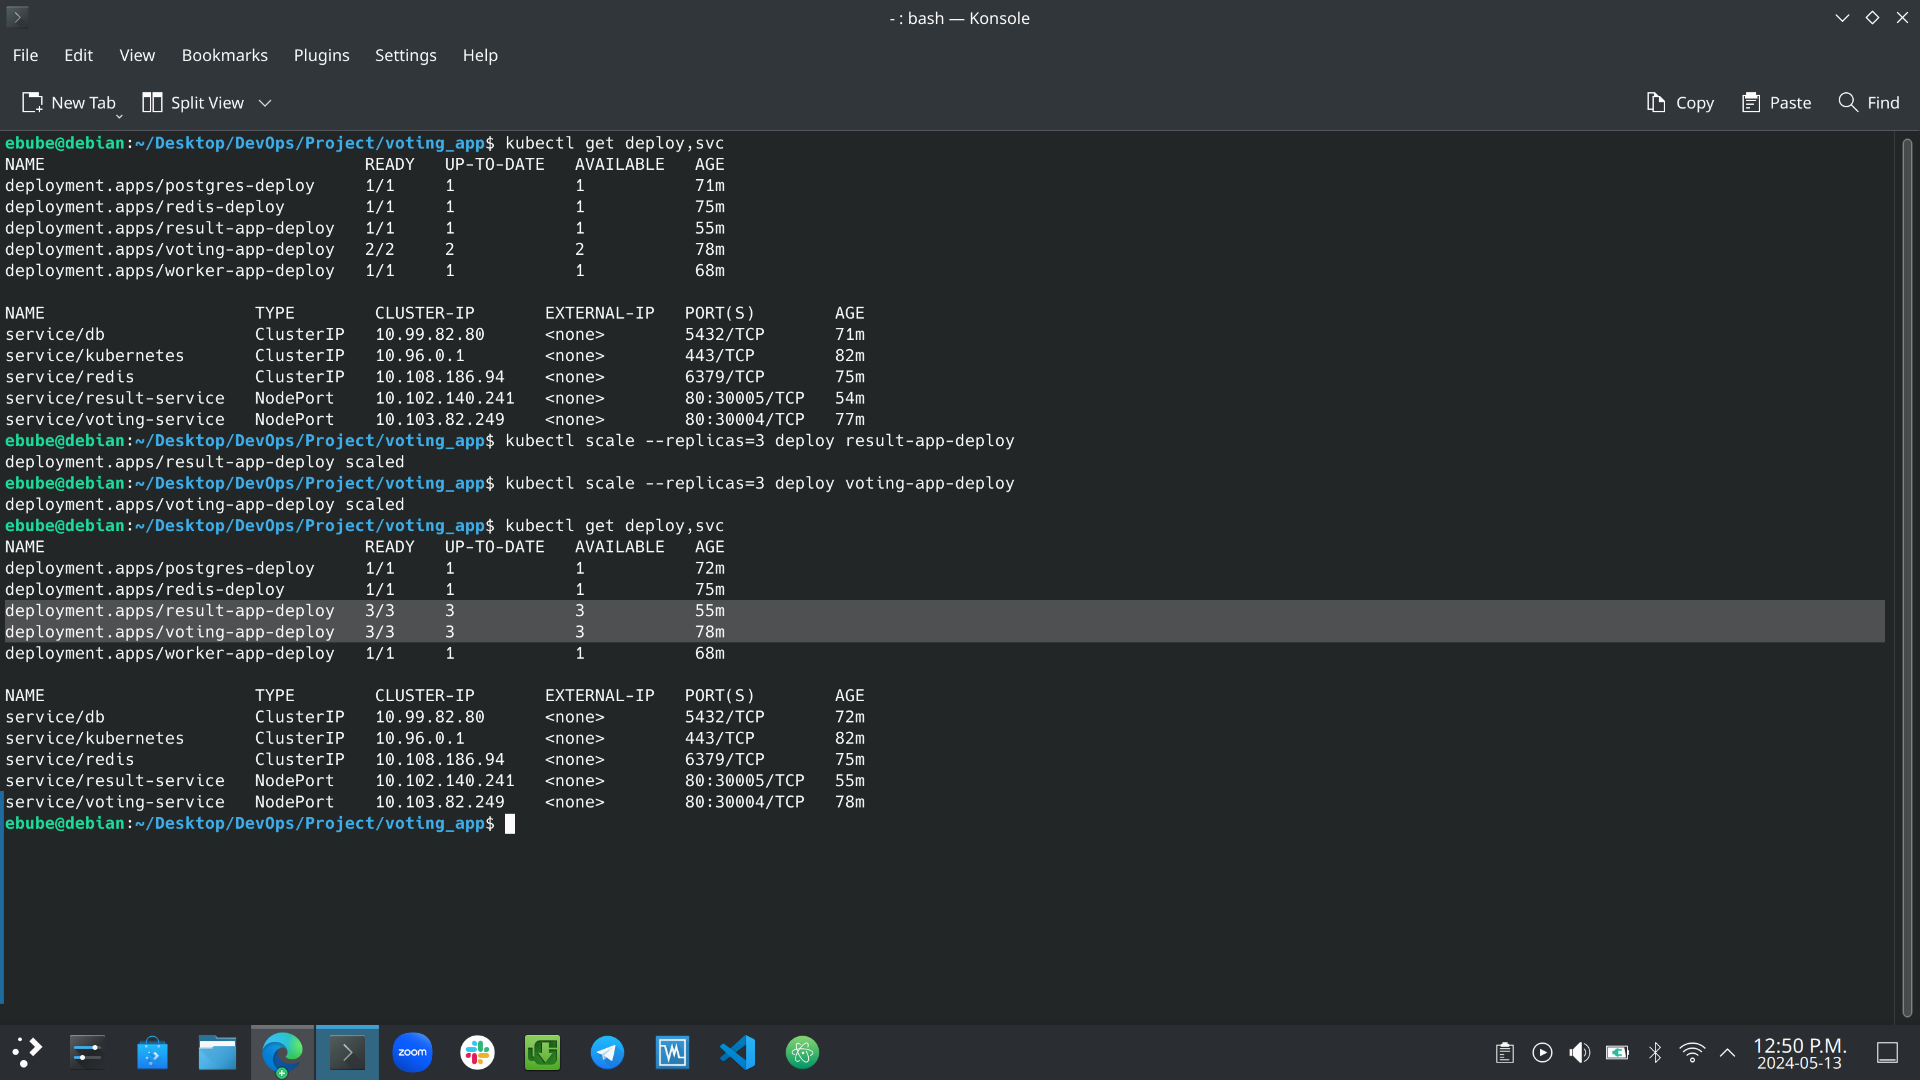 - : bash — Konsole
File Edit View Bookmarks Plugins Settings Help
New Tab Split View Copy Paste Find
ebube@debian:~/Desktop/DevOps/Project/voting_app$ kubectl get deploy,svc
NAME READY UP-TO-DATE AVAILABLE AGE
deployment.apps/postgres-deploy 1/1 1 1 71m
deployment.apps/redis-deploy 1/1 1 1 75m
deployment.apps/result-app-deploy 1/1 1 1 55m
deployment.apps/voting-app-deploy 2/2 2 2 78m
deployment.apps/worker-app-deploy 1/1 1 1 68m
NAME TYPE CLUSTER-IP EXTERNAL-IP PORT(S) AGE
service/db ClusterIP 10.99.82.80 <none> 5432/TCP 71m
service/kubernetes ClusterIP 10.96.0.1 <none> 443/TCP 82m
service/redis ClusterIP 10.108.186.94 <none> 6379/TCP 75m
service/result-service NodePort 10.102.140.241 <none> 80:30005/TCP 54m
service/voting-service NodePort 10.103.82.249 <none> 80:30004/TCP 77m
ebube@debian:~/Desktop/DevOps/Project/voting_app$ kubectl scale --replicas=3 deploy result-app-deploy
deployment.apps/result-app-deploy scaled
ebube@debian:~/Desktop/DevOps/Project/voting_app$ kubectl scale --replicas=3 deploy voting-app-deploy
deployment.apps/voting-app-deploy scaled
ebube@debian:~/Desktop/DevOps/Project/voting_app$ kubectl get deploy,svc
NAME READY UP-TO-DATE AVAILABLE AGE
deployment.apps/postgres-deploy 1/1 1 1 72m
deployment.apps/redis-deploy 1/1 1 1 75m
deployment.apps/result-app-deploy 3/3 3 3 55m
deployment.apps/voting-app-deploy 3/3 3 3 78m
deployment.apps/worker-app-deploy 1/1 1 1 68m
NAME TYPE CLUSTER-IP EXTERNAL-IP PORT(S) AGE
service/db ClusterIP 10.99.82.80 <none> 5432/TCP 72m
service/kubernetes ClusterIP 10.96.0.1 <none> 443/TCP 82m
service/redis ClusterIP 10.108.186.94 <none> 6379/TCP 75m
service/result-service NodePort 10.102.140.241 <none> 80:30005/TCP 55m
service/voting-service NodePort 10.103.82.249 <none> 80:30004/TCP 78m
ebube@debian:~/Desktop/DevOps/Project/voting_app$
zoom
12:50 P.M.
2024-05-13